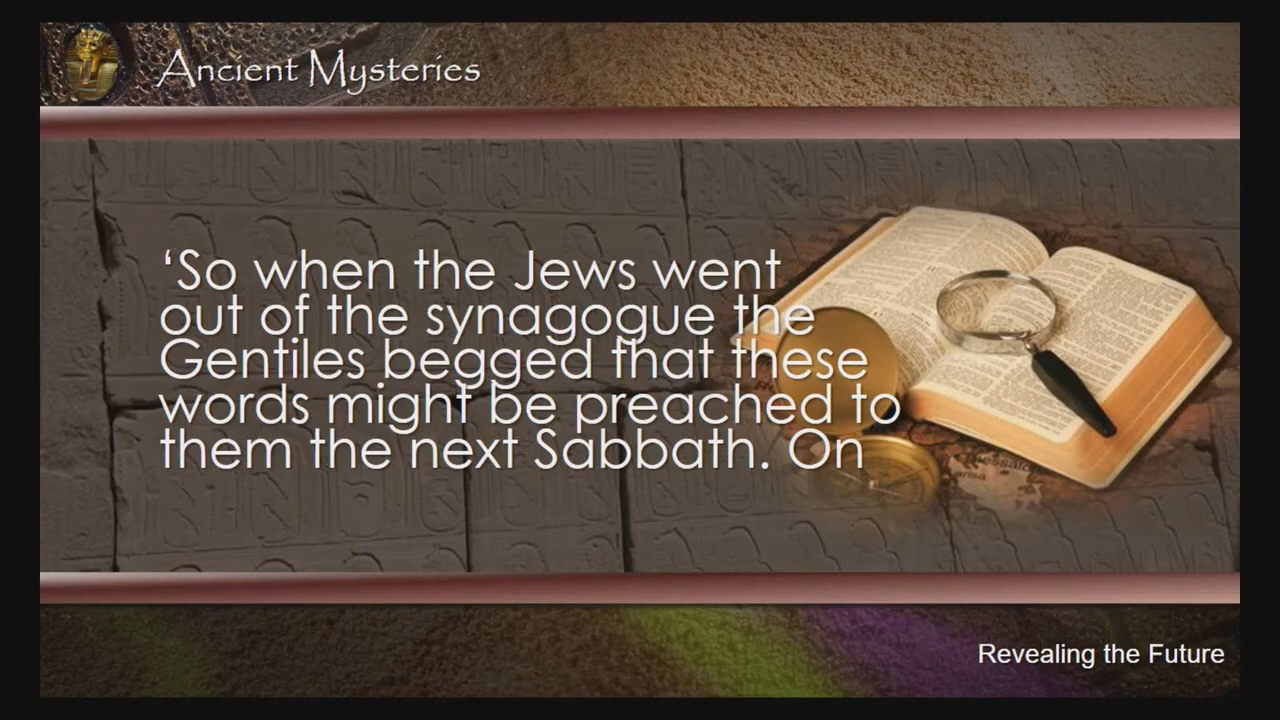 Ancient Mysteries
‘So when the Jews went
out of the synagogue the
Gentiles begged that these
words might be preached to
them the next Sabbath. On
Revealing the Future